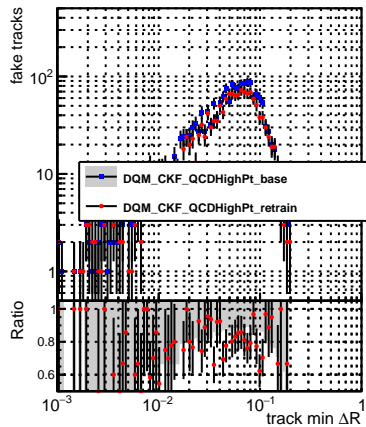 fake tracks
10²
10
1
DQM_CKF_QCDHighPt_base
DQM_CKF_QCDHighPt_retrain
Ratio
1
0.8
0.6
10⁻³ 10⁻² 10⁻¹ 1
track min ΔR